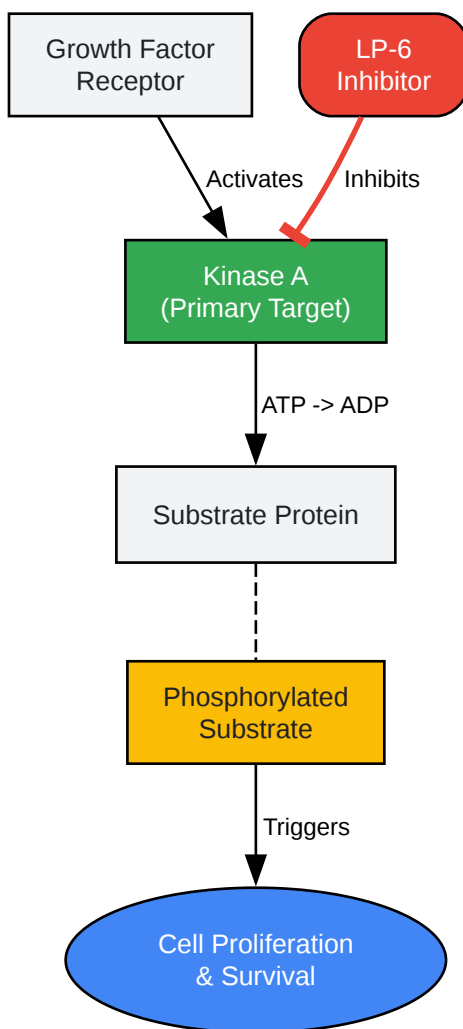 Growth Factor
Receptor
LP-6
Inhibitor
Activates
Inhibits
Kinase A
(Primary Target)
ATP -> ADP
Substrate Protein
Phosphorylated
Substrate
Triggers
Cell Proliferation
& Survival